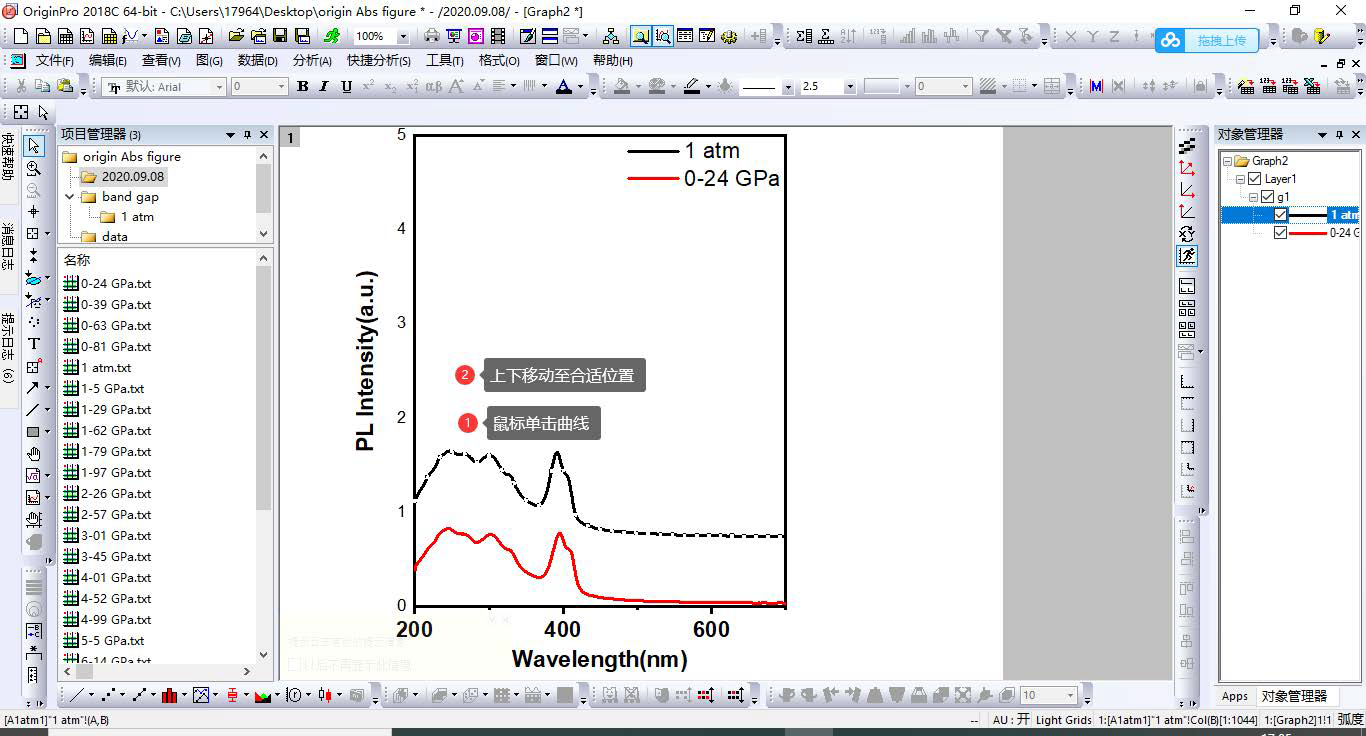 OriginPro 2018C 64-bit - C:\Users\17964\Desktop\origin Abs figure * - /2020.09.08/ - [Graph2 *]
100%
拖拽上传
文件(F) 编辑(E) 查看(V) 图(G) 数据(D) 分析(A) 快捷分析(S) 工具(T) 格式(O) 窗口(W) 帮助(H)
默认: Arial 0 B I U 2.5 0
项目管理器 (3)
origin Abs figure
2020.09.08
band gap
1 atm
data
名称
0-24 GPa.txt
0-39 GPa.txt
0-63 GPa.txt
0-81 GPa.txt
1 atm.txt
1-5 GPa.txt
1-29 GPa.txt
1-62 GPa.txt
1-79 GPa.txt
1-97 GPa.txt
2-26 GPa.txt
2-57 GPa.txt
3-01 GPa.txt
3-45 GPa.txt
4-01 GPa.txt
4-52 GPa.txt
4-99 GPa.txt
5-5 GPa.txt
6-14 GPa.txt
快速帮助
消息日志
提示日志 (6)
1
5
4
3
2
1
0
PL Intensity(a.u.)
1 atm
0-24 GPa
2 上下移动至合适位置
1 鼠标单击曲线
200 400 600
Wavelength(nm)
对象管理器
Graph2
Layer1
g1
1 atm
0-24 G
Apps 对象管理器
10
[A1atm1]"1 atm"!(A,B)
-- AU : 开 Light Grids 1:[A1atm1]"1 atm"!Col(B)[1:1044] 1:[Graph2]1!1 弧度